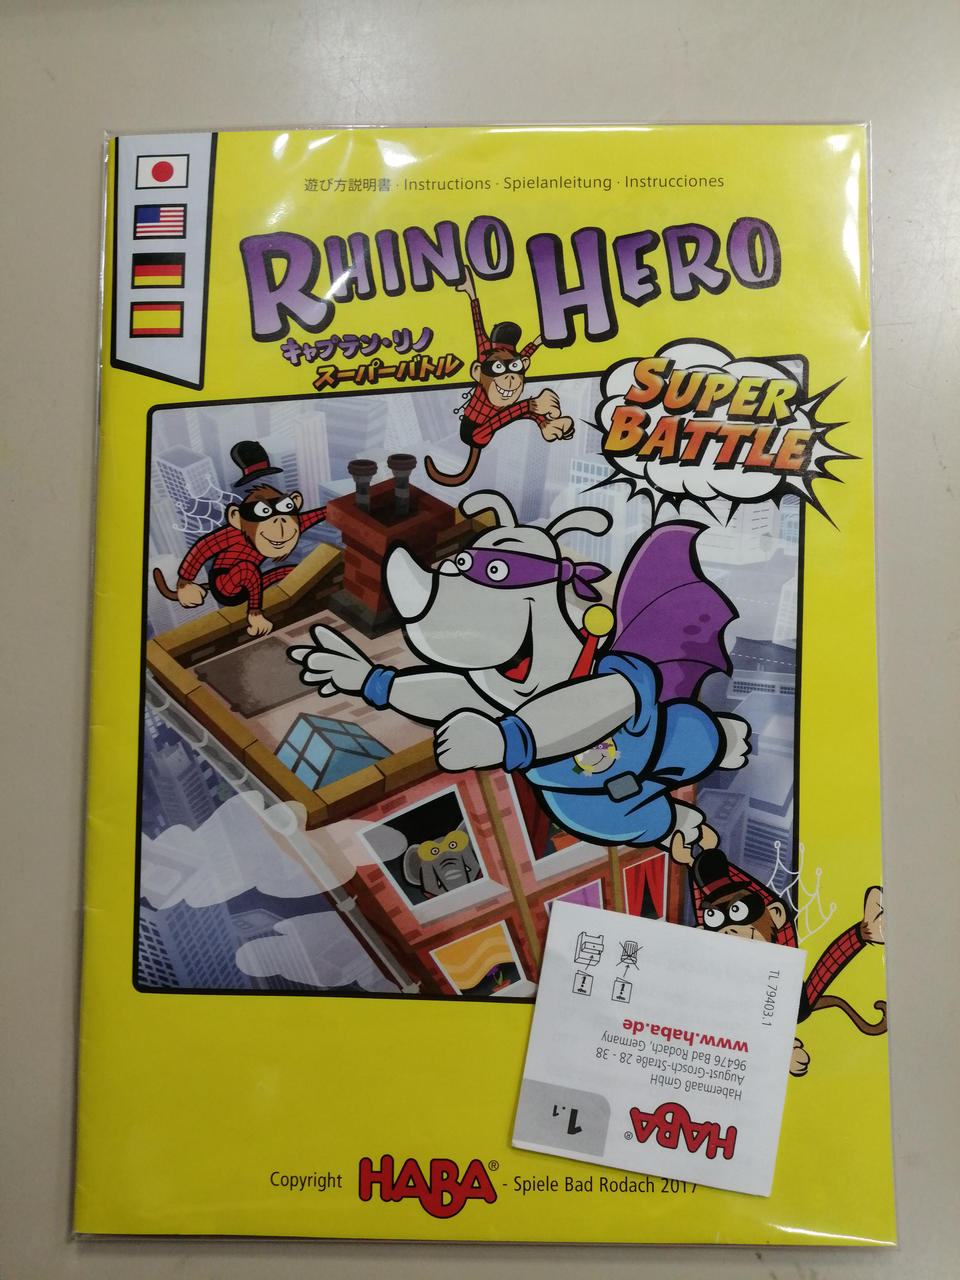 遊び方説明書 · Instructions · Spielanleitung · Instrucciones
RHINO HERO
キャプテン・リノ
スーパーバトル
SUPER
BATTLE
TL 79403.1
www.haba.de
96476 Bad Rodach, Germany
August-Grosch-Straße 28 - 38
Habermaaß GmbH
HABA®
1.1
Copyright HABA® - Spiele Bad Rodach 2017